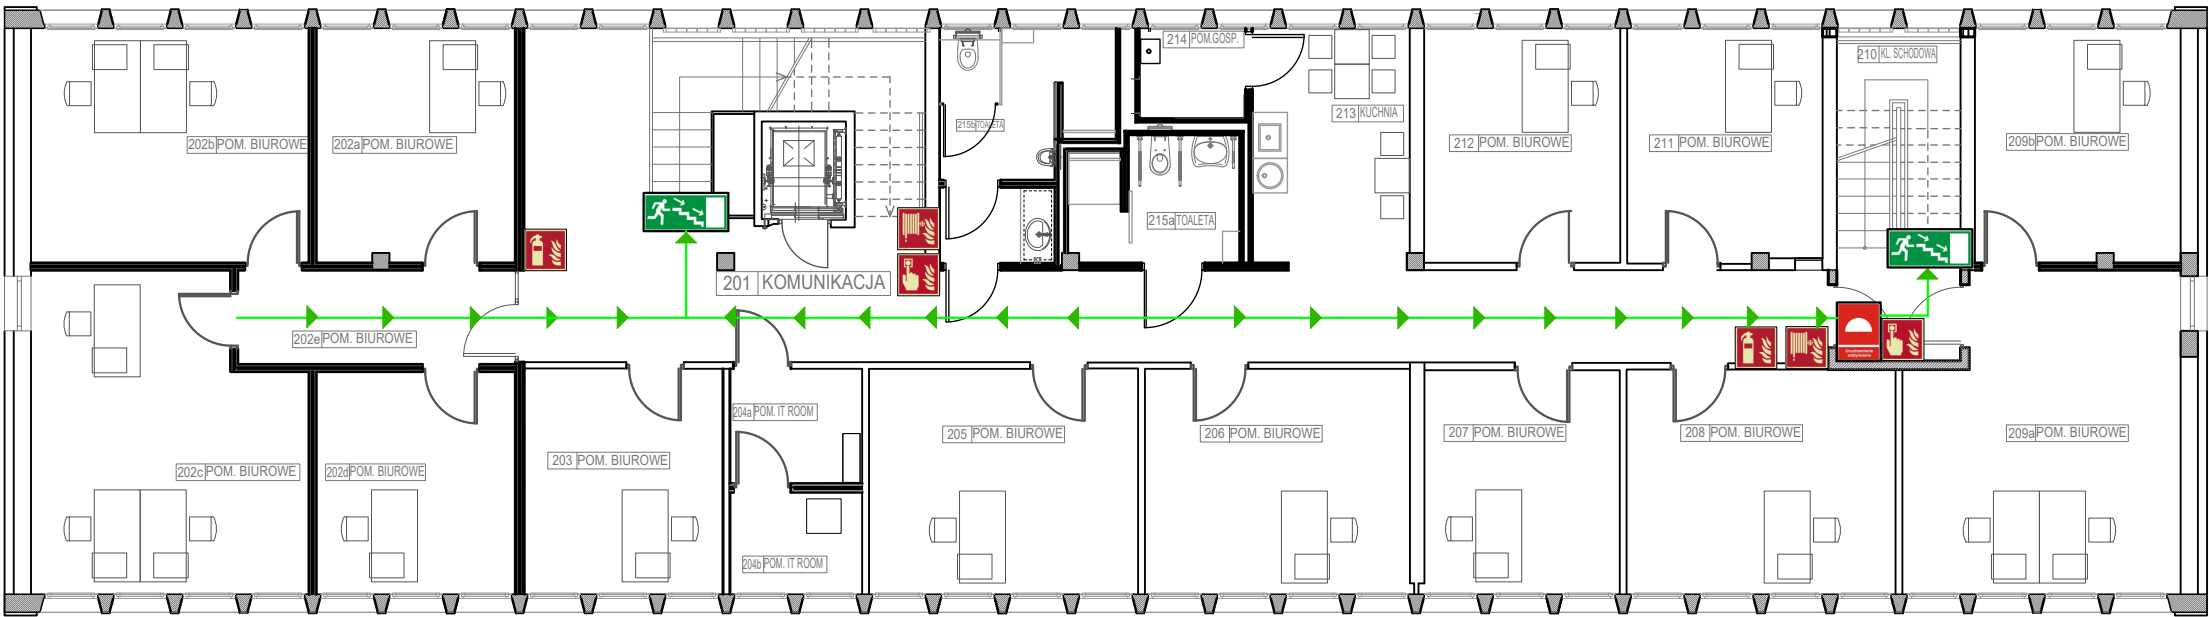 214 POM.GOSP.
210 KL. SCHODOWA
213 KUCHNIA
215b TOALETA
202b POM. BIUROWE
202a POM. BIUROWE
212 POM. BIUROWE
211 POM. BIUROWE
209b POM. BIUROWE
215a TOALETA
201 KOMUNIKACJA
202e POM. BIUROWE
Uruchamianie
oddymiania
204a POM. IT ROOM
205 POM. BIUROWE
206 POM. BIUROWE
207 POM. BIUROWE
208 POM. BIUROWE
209a POM. BIUROWE
203 POM. BIUROWE
202c POM. BIUROWE
202d POM. BIUROWE
204b POM. IT ROOM